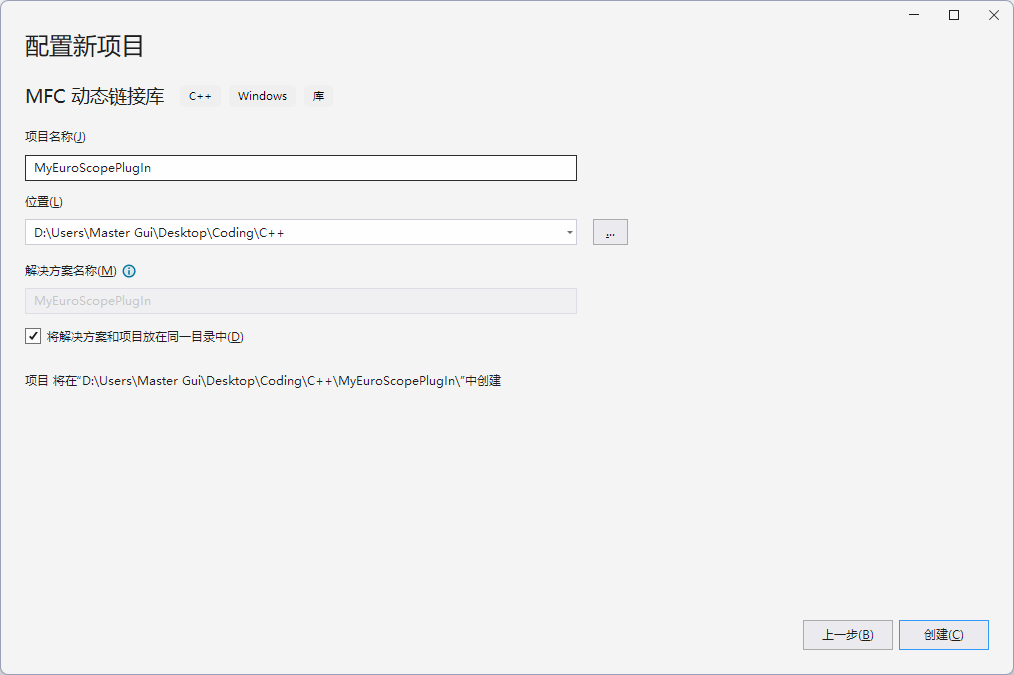 配置新项目
MFC 动态链接库 C++ Windows 库
项目名称(J)
MyEuroScopePlugIn
位置(L)
D:\Users\Master Gui\Desktop\Coding\C++ ...
解决方案名称(M)
MyEuroScopePlugIn
将解决方案和项目放在同一目录中(D)
项目 将在“D:\Users\Master Gui\Desktop\Coding\C++\MyEuroScopePlugIn\”中创建
上一步(B) 创建(C)